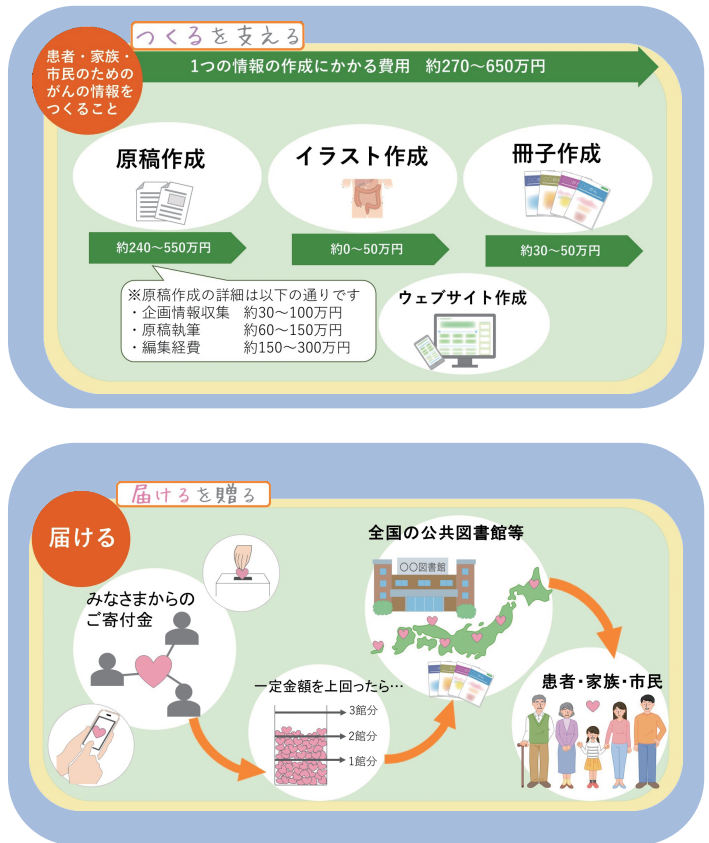 つくるを支える
患者・家族・
市民のための
がんの情報を
つくること
1つの情報の作成にかかる費用　約270～650万円
原稿作成
イラスト作成
冊子作成
約240～550万円
約0～50万円
約30～50万円
※原稿作成の詳細は以下の通りです
・企画情報収集　約30～100万円
・原稿執筆　約60～150万円
・編集経費　約150～300万円
ウェブサイト作成
届けるを贈る
届ける
みなさまからの
ご寄付金
一定金額を上回ったら…
3館分
2館分
1館分
全国の公共図書館等
〇〇図書館
患者・家族・市民